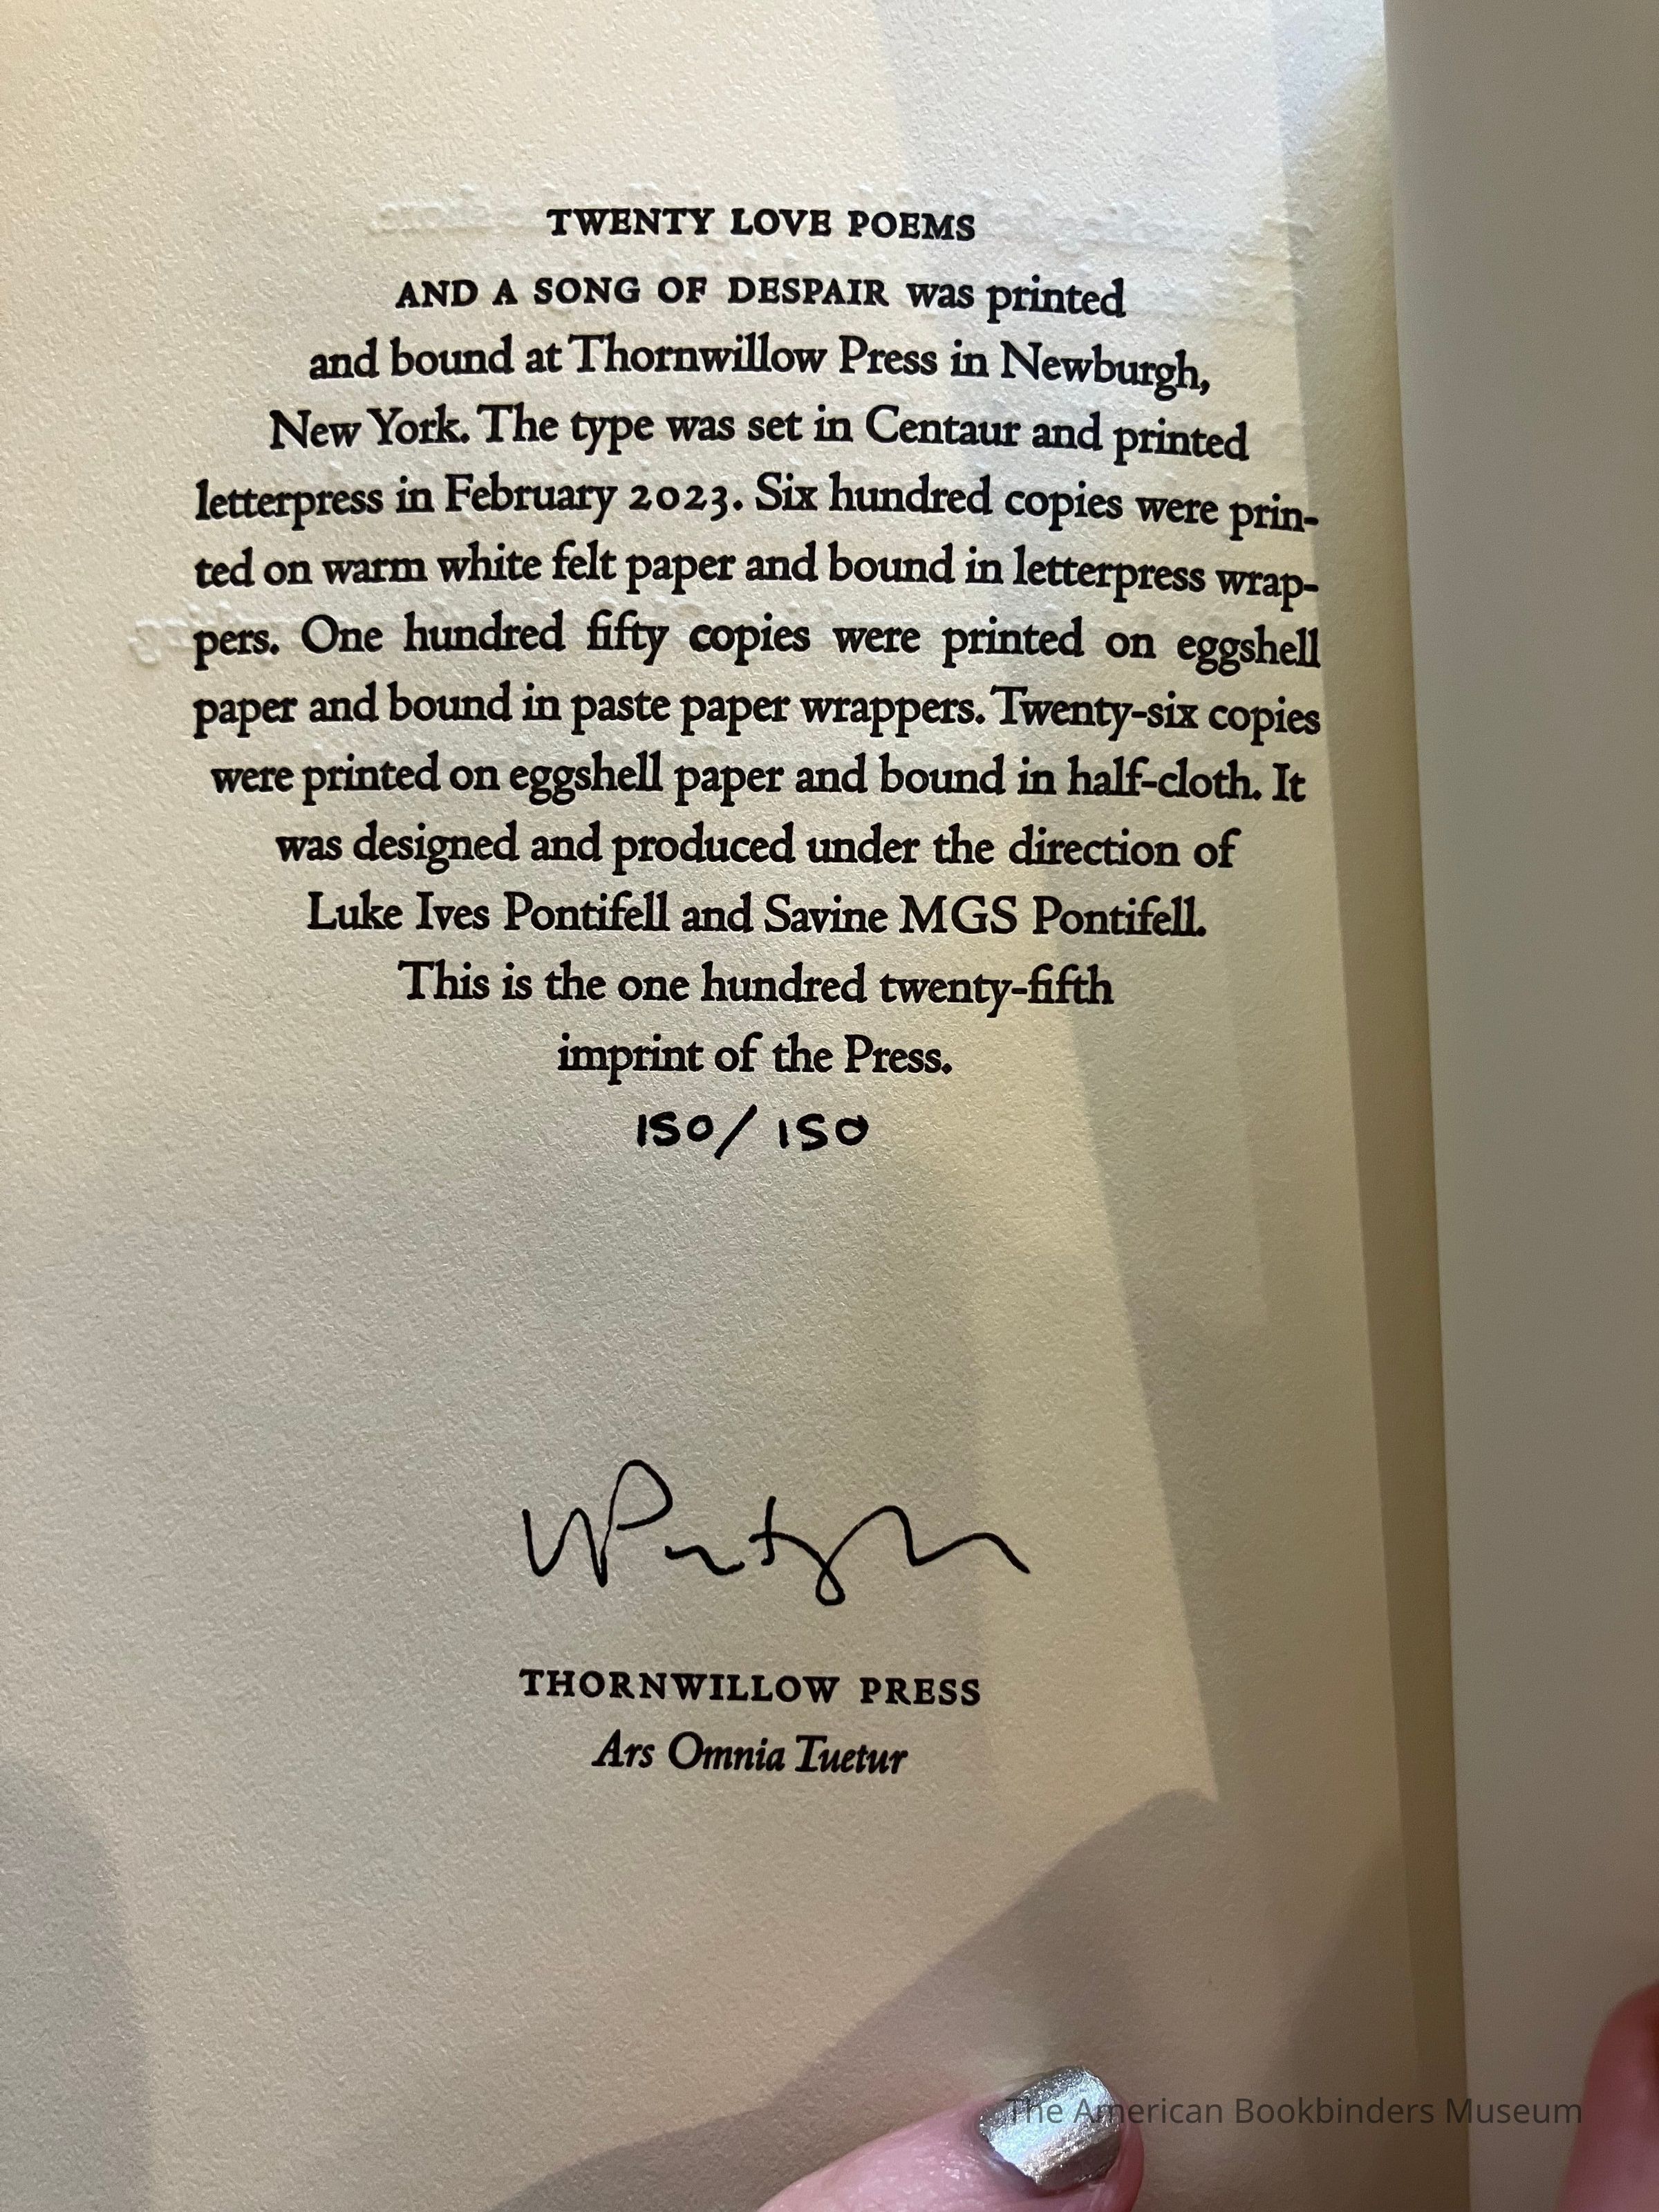 TWENTY LOVE POEMS
AND A SONG OF DESPAIR was printed
and bound at Thornwillow Press in Newburgh,
New York. The type was set in Centaur and printed
letterpress in February 2023. Six hundred copies were prin-
ted on warm white felt paper and bound in letterpress wrap-
pers. One hundred fifty copies were printed on eggshell
paper and bound in paste paper wrappers. Twenty-six copies
were printed on eggshell paper and bound in half-cloth. It
was designed and produced under the direction of
Luke Ives Pontifell and Savine MGS Pontifell.
This is the one hundred twenty-fifth
imprint of the Press.
150/150
THORNWILLOW PRESS
Ars Omnia Tuetur
The American Bookbinders Museum